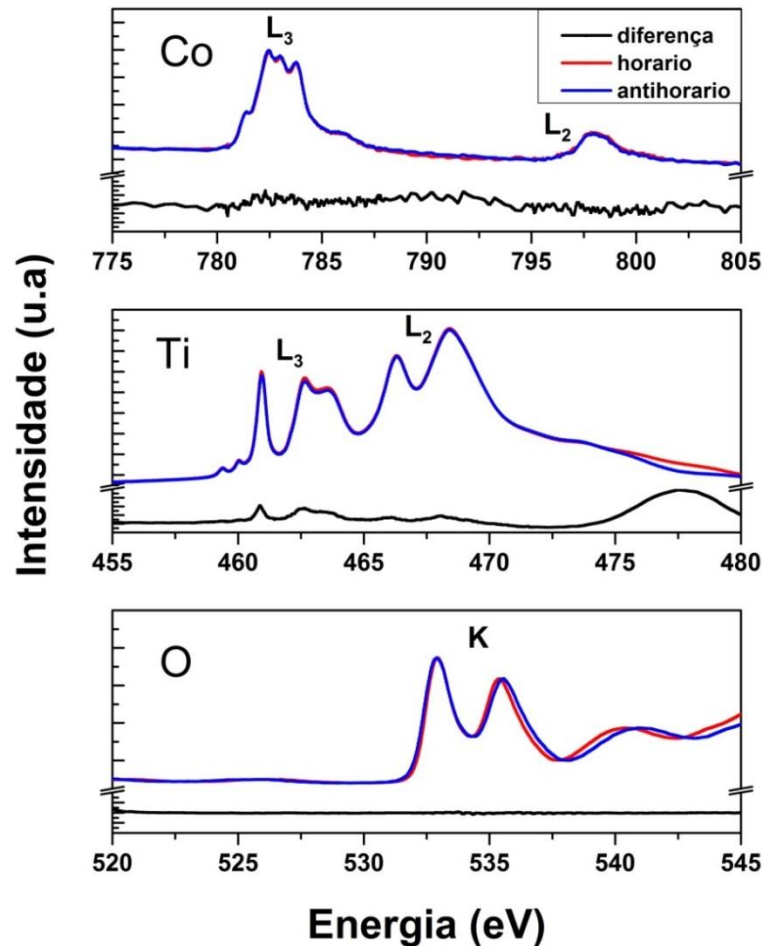 Co
L₃
L₂
diferença
horario
antihorario
775 780 785 790 795 800 805
Ti
L₃
L₂
455 460 465 470 475 480
O
K
520 525 530 535 540 545
Intensidade (u.a)
Energia (eV)